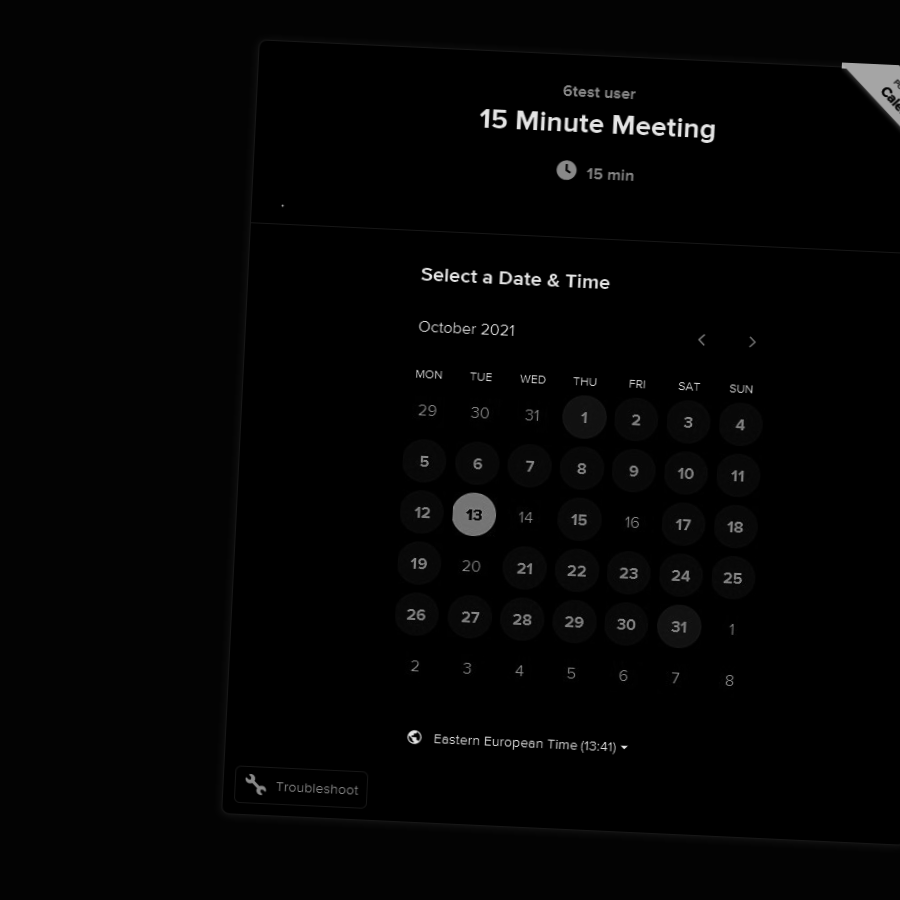 6test user
15 Minute Meeting
15 min
Select a Date & Time
October 2021
MON TUE WED THU FRI SAT SUN
29 30 31 1 2 3 4
5 6 7 8 9 10 11
12 13 14 15 16 17 18
19 20 21 22 23 24 25
26 27 28 29 30 31 1
2 3 4 5 6 7 8
Eastern European Time (13:41)
Troubleshoot